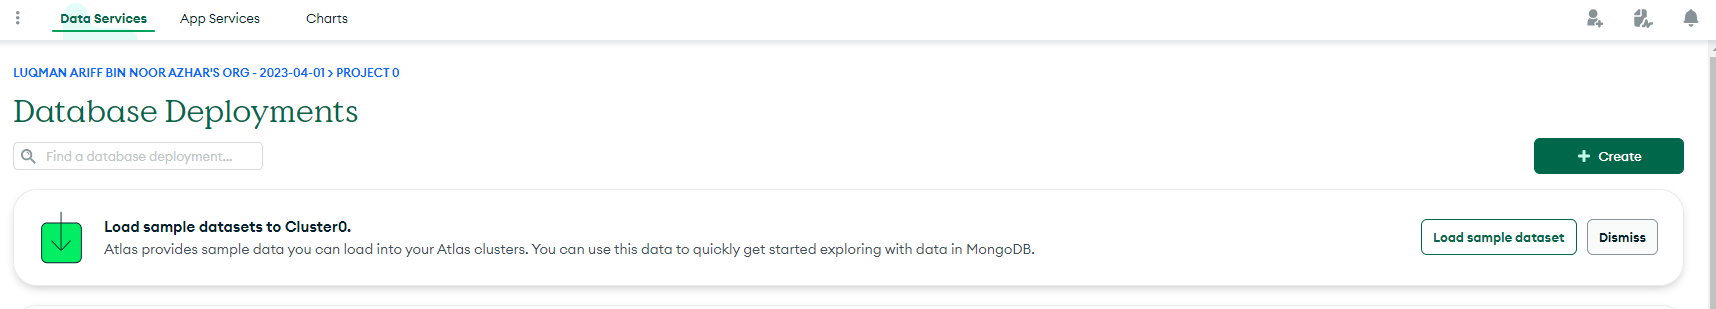 Data Services App Services Charts
LUQMAN ARIFF BIN NOOR AZHAR'S ORG - 2023-04-01 > PROJECT 0
Database Deployments
Find a database deployment...
+ Create
Load sample datasets to Cluster0.
Atlas provides sample data you can load into your Atlas clusters. You can use this data to quickly get started exploring with data in MongoDB.
Load sample dataset Dismiss